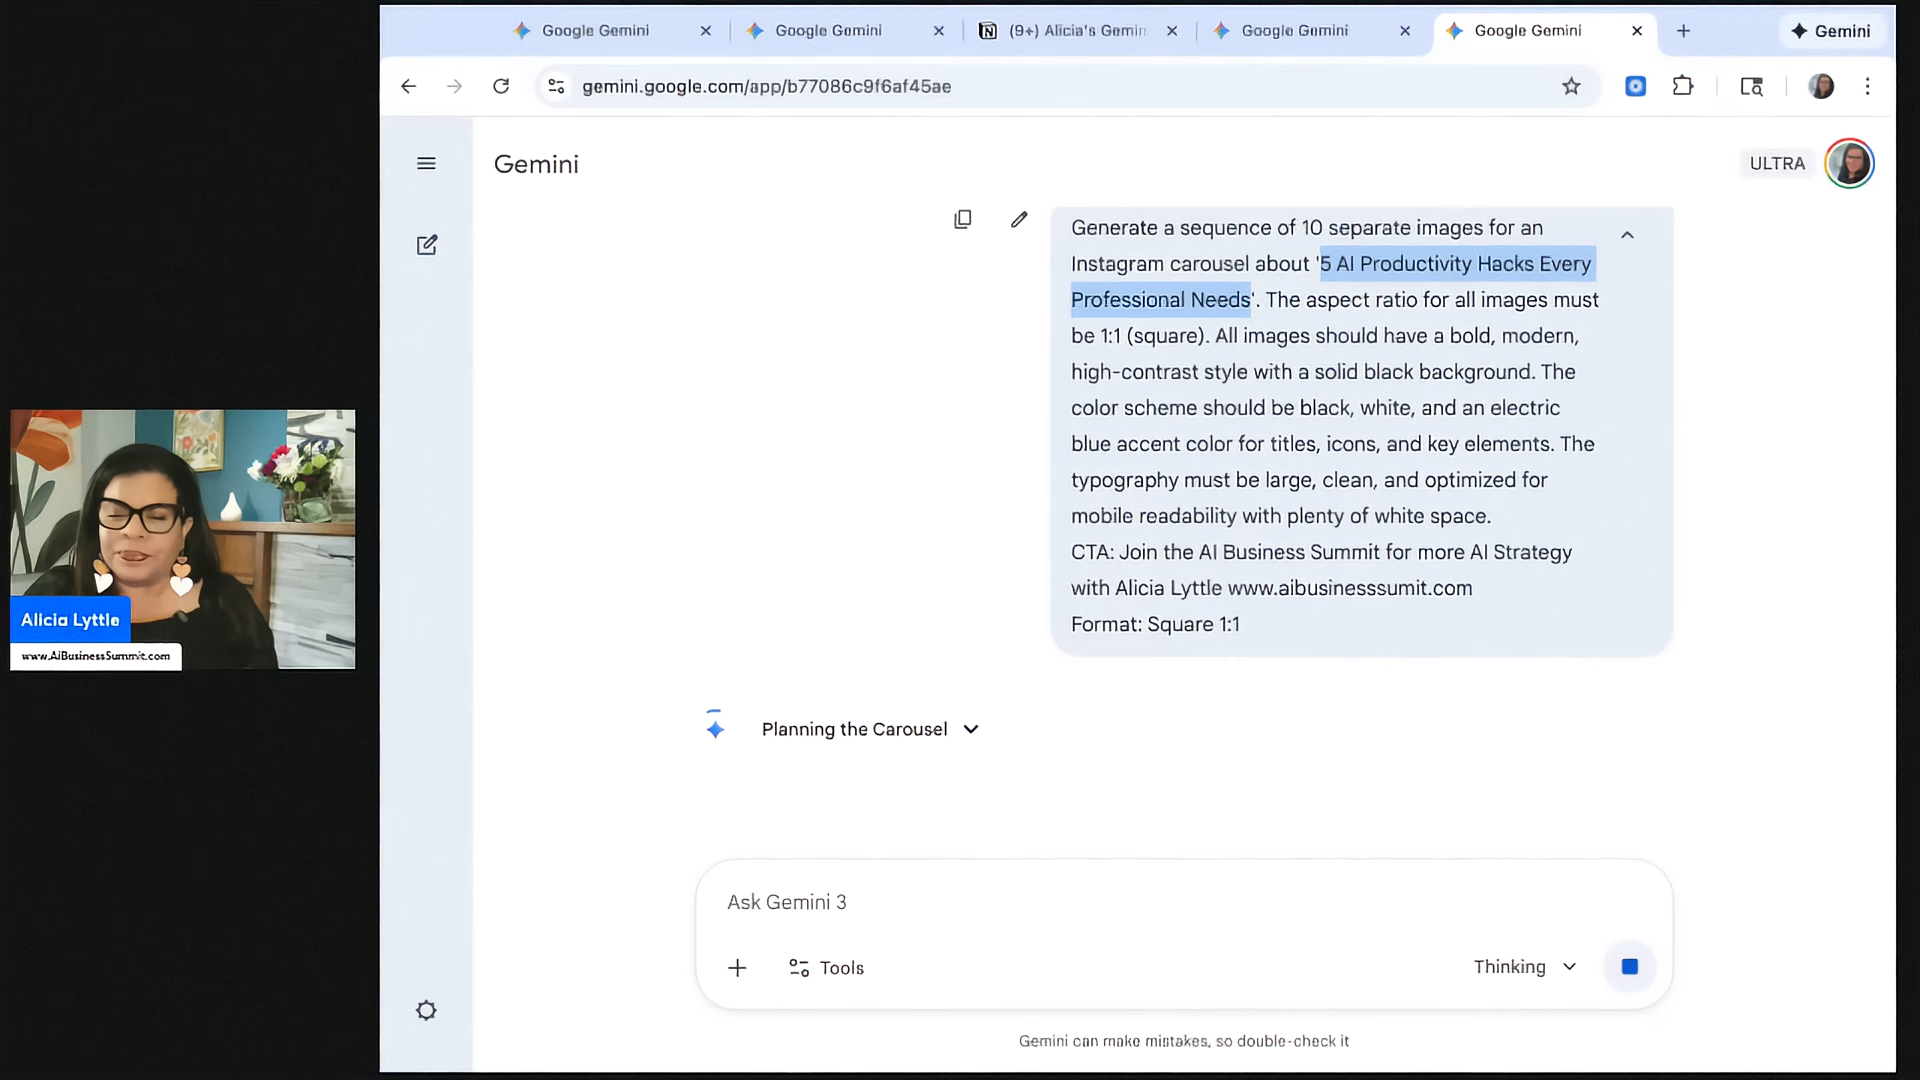 Google Gemini
Google Gemini
(9+) Alicia's Gemin
Google Gemini
Google Gemini
Gemini
gemini.google.com/app/b77086c9f6af45ae
Gemini
ULTRA
Generate a sequence of 10 separate images for an
Instagram carousel about '5 AI Productivity Hacks Every
Professional Needs'. The aspect ratio for all images must
be 1:1 (square). All images should have a bold, modern,
high-contrast style with a solid black background. The
color scheme should be black, white, and an electric
blue accent color for titles, icons, and key elements. The
typography must be large, clean, and optimized for
mobile readability with plenty of white space.
CTA: Join the AI Business Summit for more AI Strategy
with Alicia Lyttle www.aibusinesssumit.com
Format: Square 1:1
Alicia Lyttle
www.AiBusinessSummit.com
Planning the Carousel
Ask Gemini 3
Tools
Thinking
Gemini can make mistakes, so double-check it